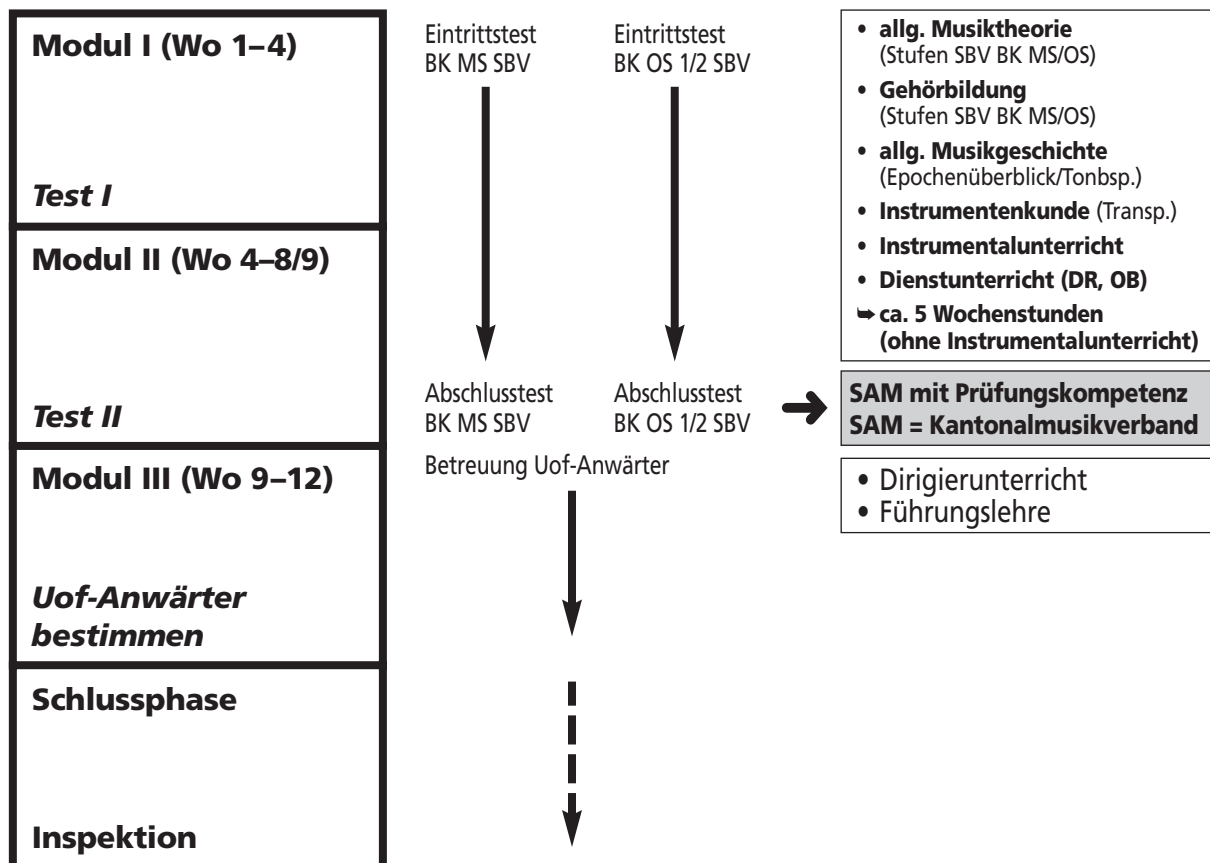 Modul I (Wo 1–4)
Test I
Modul II (Wo 4–8/9)
Test II
Modul III (Wo 9–12)
Uof-Anwärter
bestimmen
Schlussphase
Inspektion
Eintrittstest
BK MS SBV
Eintrittstest
BK OS 1/2 SBV
Abschlusstest
BK MS SBV
Abschlusstest
BK OS 1/2 SBV
Betreuung Uof-Anwärter
• allg. Musiktheorie
(Stufen SBV BK MS/OS)
• Gehörbildung
(Stufen SBV BK MS/OS)
• allg. Musikgeschichte
(Epochenüberblick/Tonbsp.)
• Instrumentenkunde (Transp.)
• Instrumentalunterricht
• Dienstunterricht (DR, OB)
➥ ca. 5 Wochenstunden
(ohne Instrumentalunterricht)
SAM mit Prüfungskompetenz
SAM = Kantonalmusikverband
• Dirigierunterricht
• Führungslehre